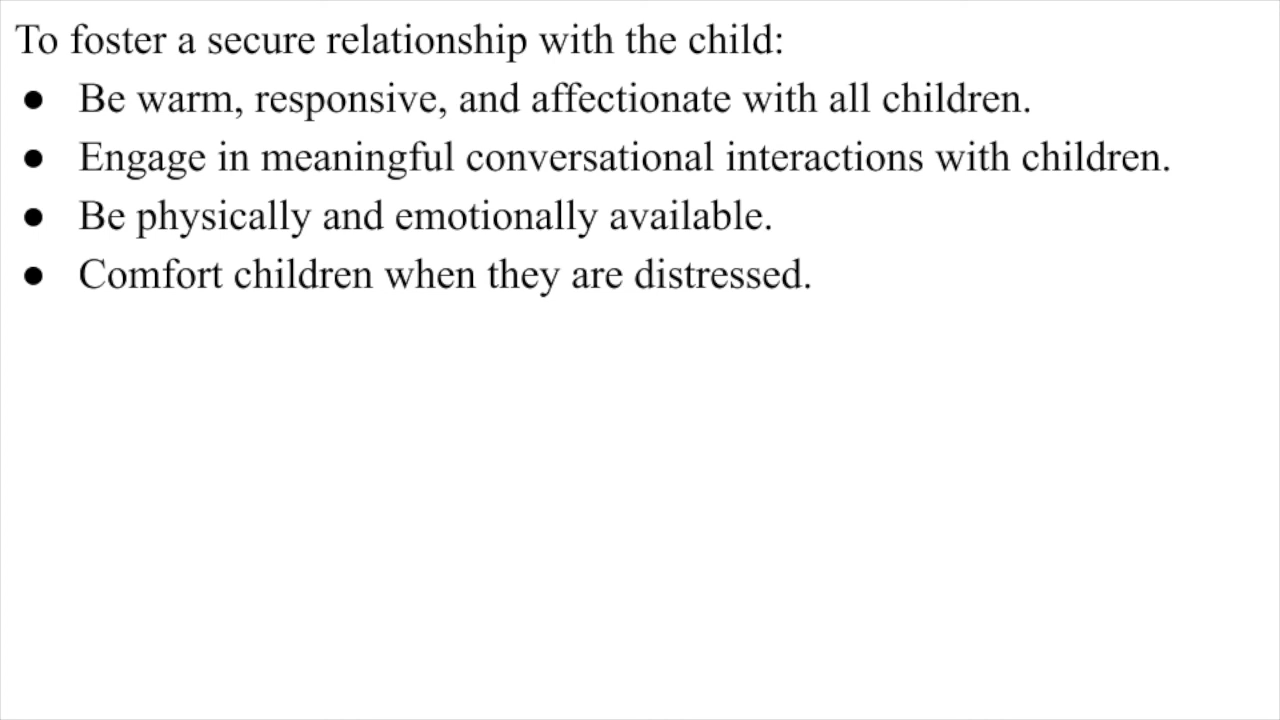 To foster a secure relationship with the child:
● Be warm, responsive, and affectionate with all children.
● Engage in meaningful conversational interactions with children.
● Be physically and emotionally available.
● Comfort children when they are distressed.